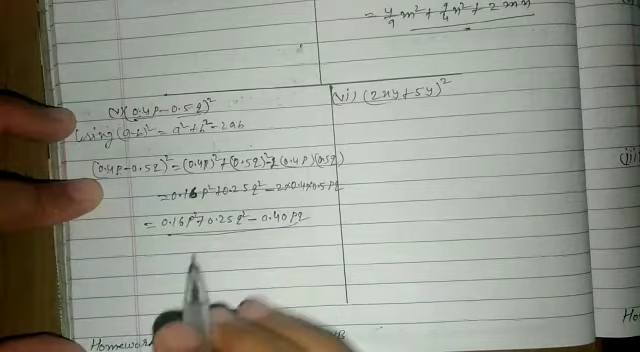 = 4/9 m² + 9/4 n² + 2mn
v) (0.4p - 0.5q)²
Using (a-b)² = a² + b² - 2ab
(0.4p - 0.5q)² = (0.4p)² + (0.5q)² - 2 (0.4p)(0.5q)
= 0.16p² + 0.25q² - 2×0.4×0.5pq
= 0.16p² + 0.25q² - 0.40pq
vi) (2xy + 5y)²
(iii)
Homework